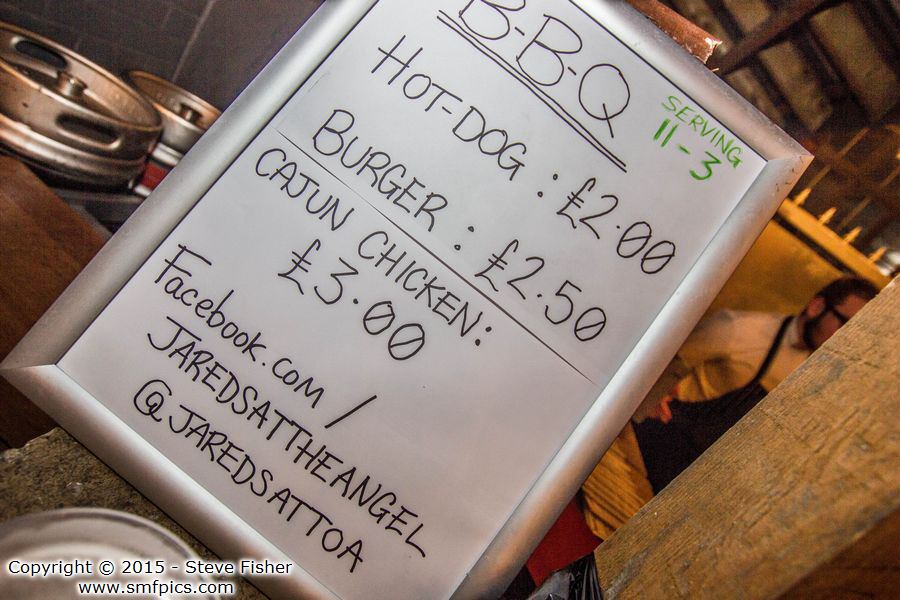 B-B-Q
SERVING
11-3
HOT-DOG : £2.00
BURGER : £2.50
CAJUN CHICKEN:
£3.00
Facebook.com /
JAREDSATTHEANGEL
@JAREDSATTOA
Copyright © 2015 - Steve Fisher
www.smfpics.com